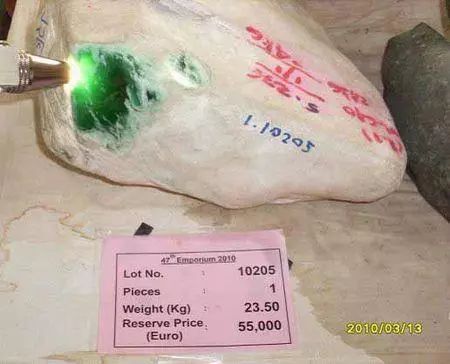 1.10205
47th Emporium 2010
Lot No. : 10205
Pieces : 1
Weight (Kg) : 23.50
Reserve Price : 55,000
(Euro)
2010/03/13